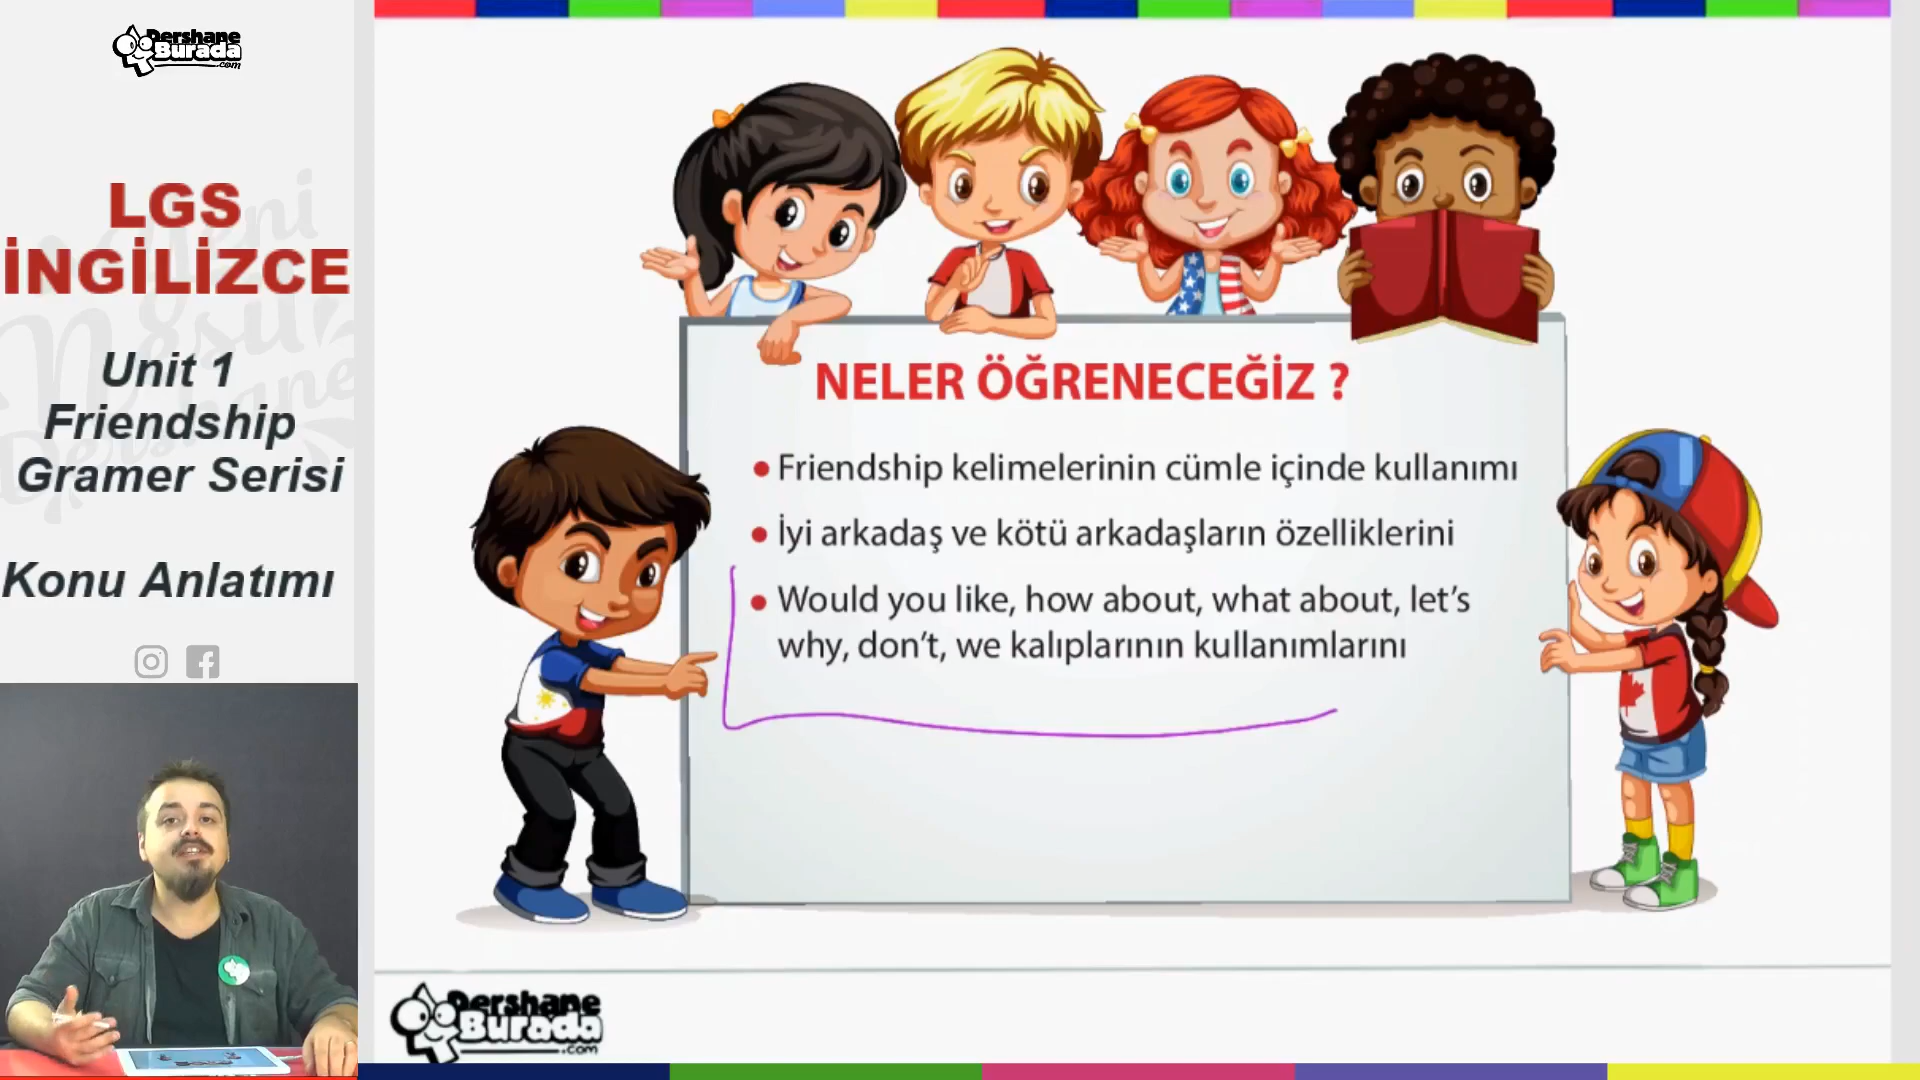 Dershane
Burada
.com
LGS
İNGİLİZCE
Unit 1
Friendship
Gramer Serisi
Konu Anlatımı
NELER ÖĞRENECEĞİZ ?
• Friendship kelimelerinin cümle içinde kullanımı
• İyi arkadaş ve kötü arkadaşların özelliklerini
• Would you like, how about, what about, let's
why, don't, we kalıplarının kullanımlarını
Dershane
Burada
.com